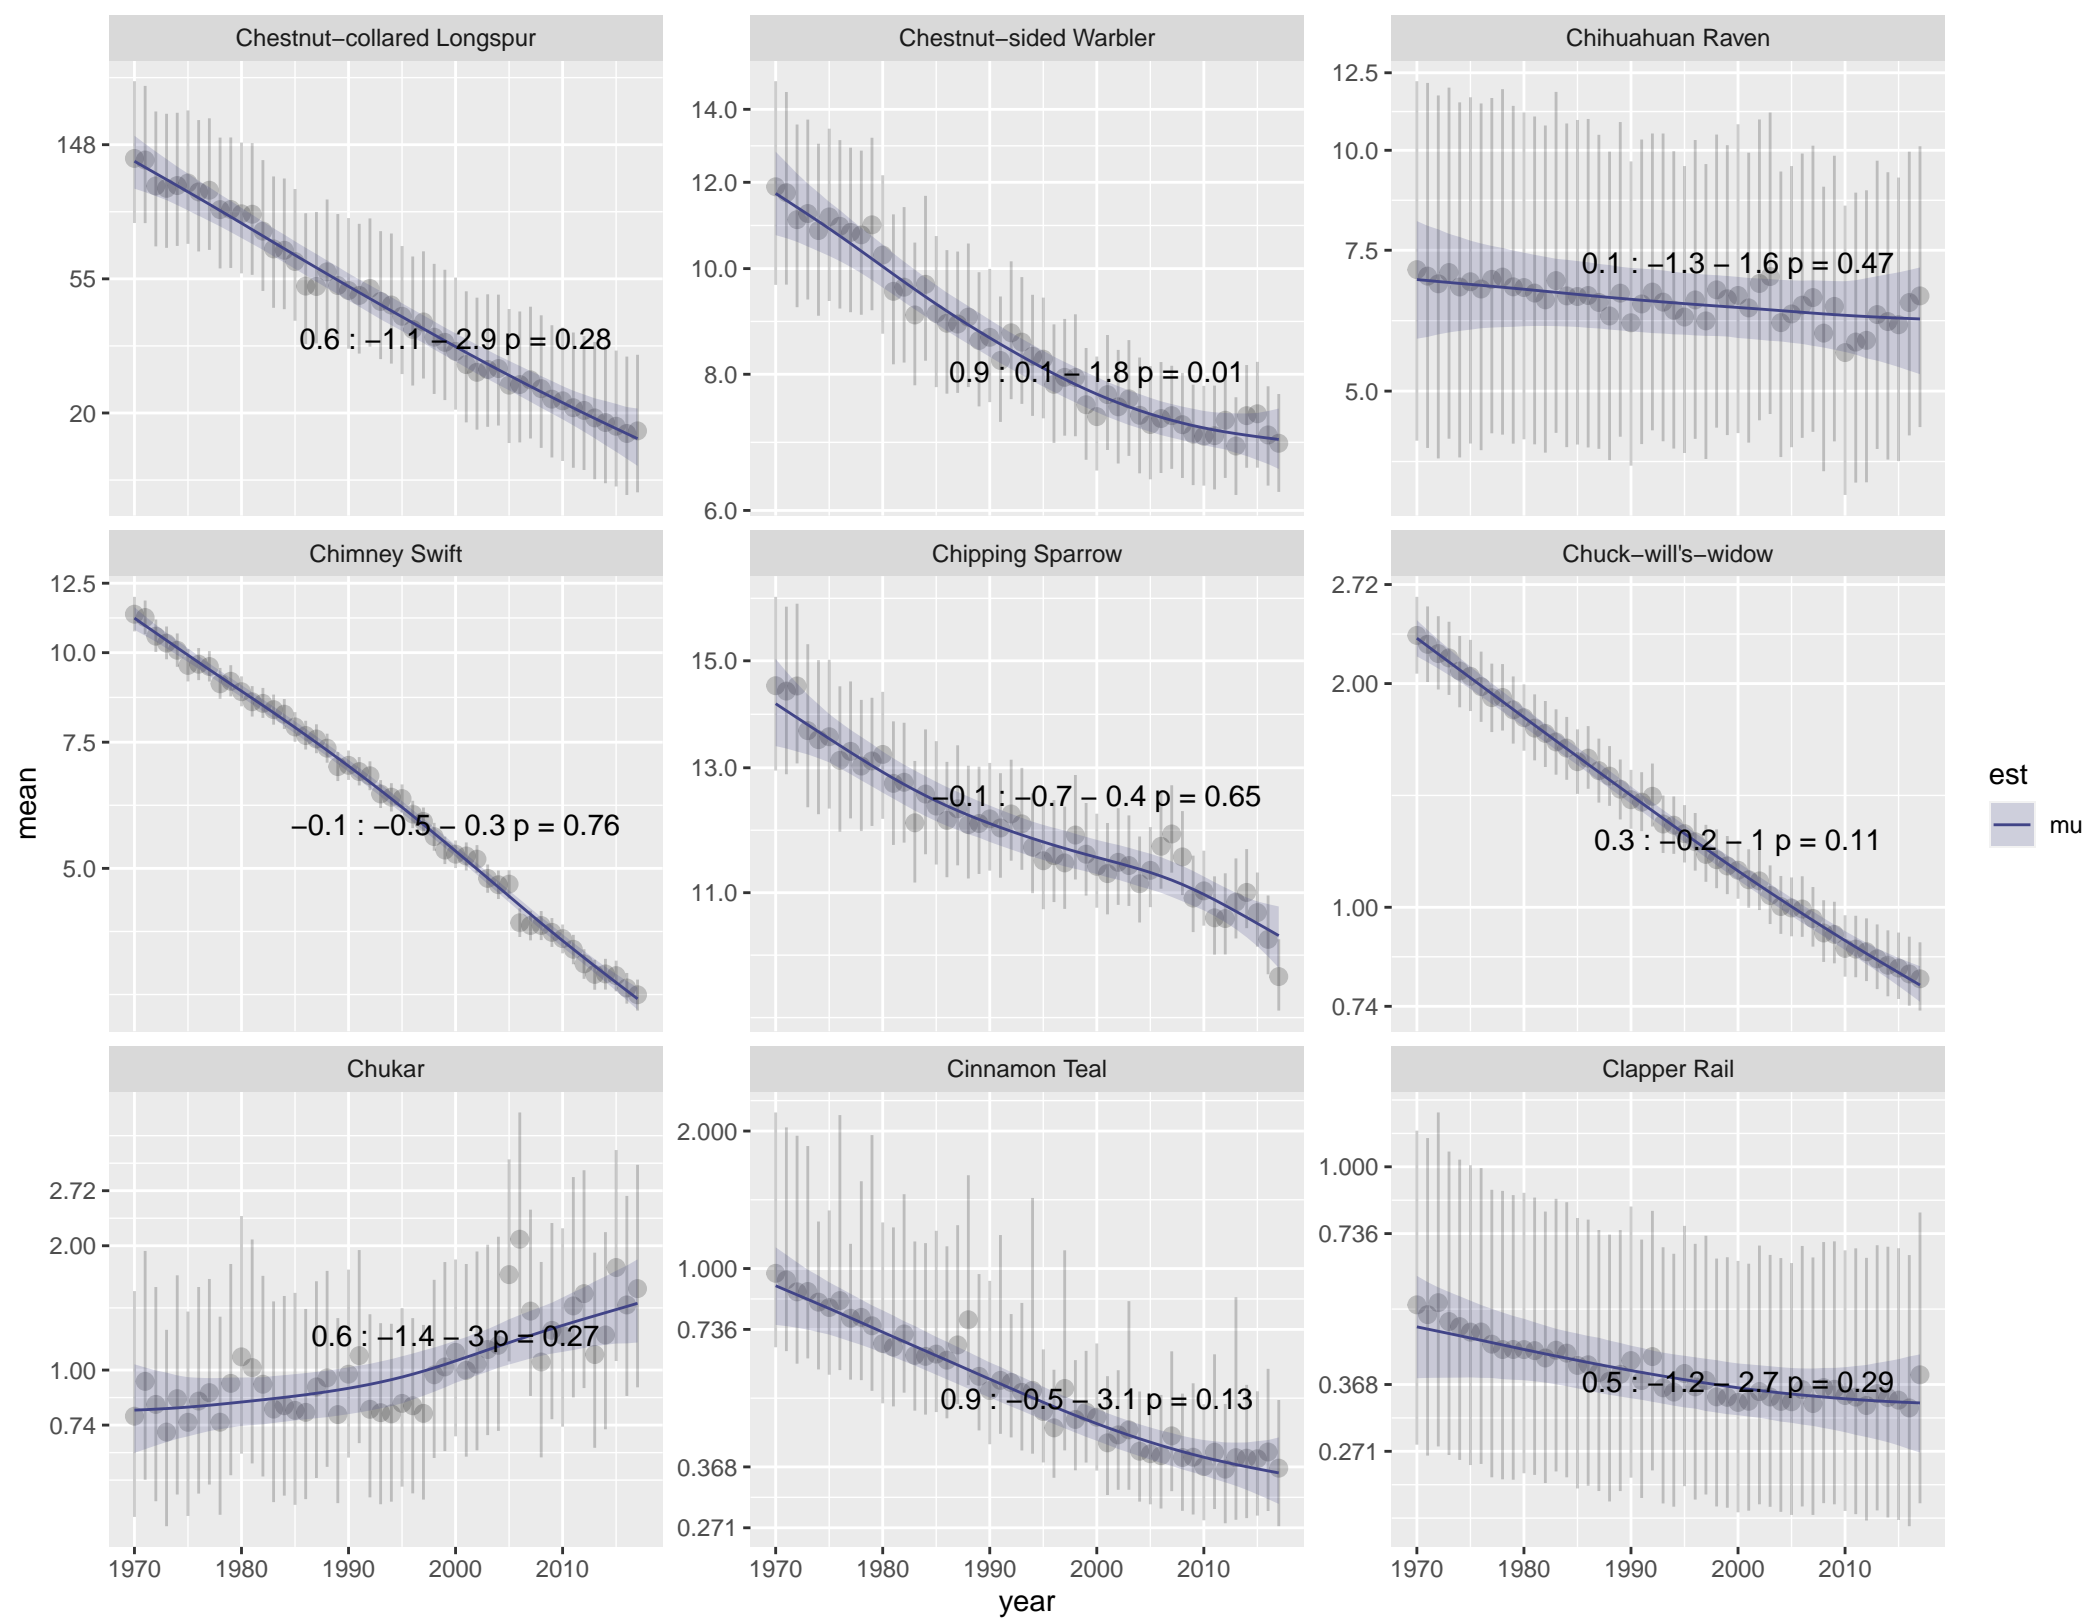 Chestnut−collared Longspur
148
55
20
0.6 : −1.1 − 2.9 p = 0.28
Chestnut−sided Warbler
14.0
12.0
10.0
8.0
6.0
0.9 : 0.1 − 1.8 p = 0.01
Chihuahuan Raven
12.5
10.0
7.5
5.0
0.1 : −1.3 − 1.6 p = 0.47
Chimney Swift
12.5
10.0
7.5
5.0
−0.1 : −0.5 − 0.3 p = 0.76
Chipping Sparrow
15.0
13.0
11.0
−0.1 : −0.7 − 0.4 p = 0.65
Chuck−will's−widow
2.72
2.00
1.00
0.74
0.3 : −0.2 − 1 p = 0.11
Chukar
2.72
2.00
1.00
0.74
0.6 : −1.4 − 3 p = 0.27
1970 1980 1990 2000 2010
Cinnamon Teal
2.000
1.000
0.736
0.368
0.271
0.9 : −0.5 − 3.1 p = 0.13
1970 1980 1990 2000 2010
Clapper Rail
1.000
0.736
0.368
0.271
0.5 : −1.2 − 2.7 p = 0.29
1970 1980 1990 2000 2010
mean
year
est
mu